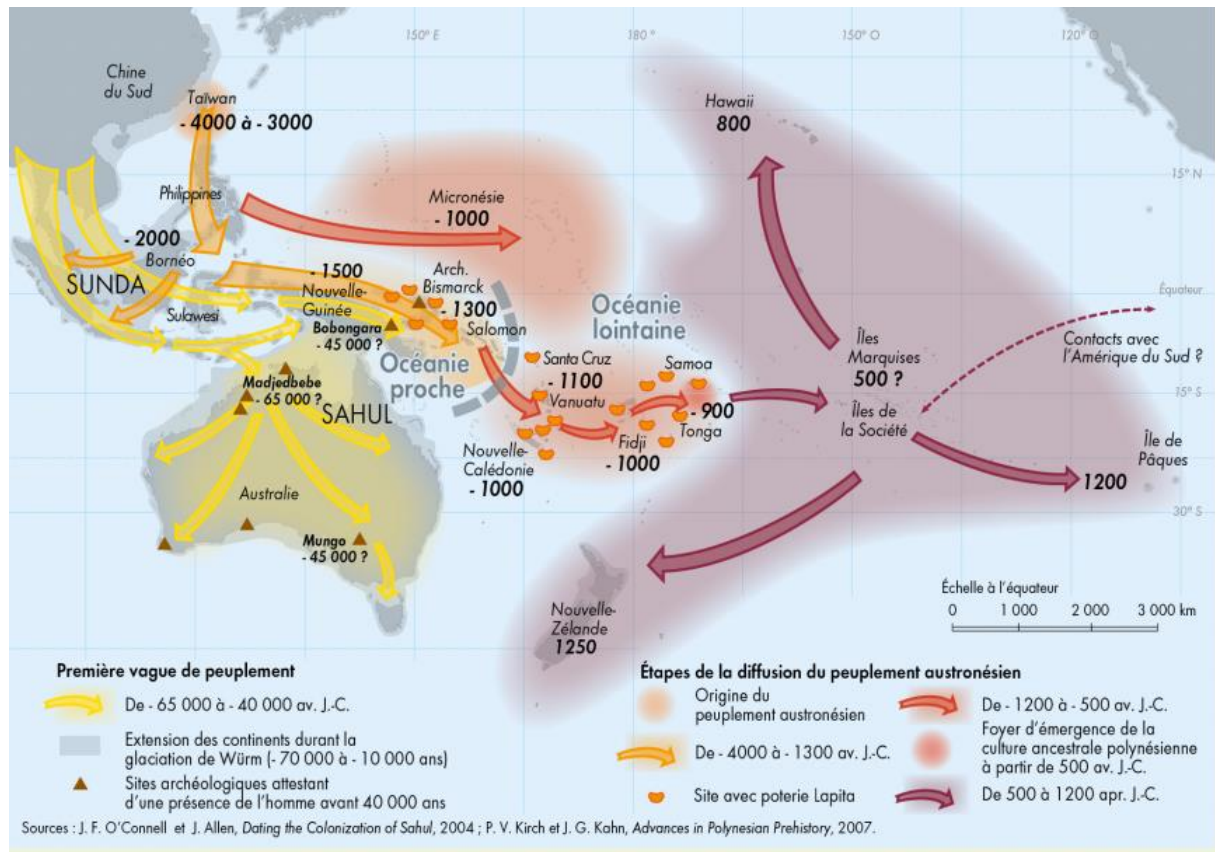 150° E
180°
150° O
120° O
Chine
du Sud
Taïwan
- 4000 à - 3000
Hawaii
800
15° N
Philippines
Micronésie
- 1000
- 2000
Bornéo
SUNDA
- 1500
Arch.
Bismarck
- 1300
Nouvelle-
Guinée
Sulawesi
Bobongara
- 45 000 ?
Salomon
Océanie
proche
Océanie
lointaine
Équateur
Contacts avec
l'Amérique du Sud ?
Îles
Marquises
500 ?
Santa Cruz
- 1100
Vanuatu
Samoa
- 900
Tonga
Fidji
- 1000
Nouvelle-
Calédonie
- 1000
15° S
Îles de
la Société
Île de
Pâques
1200
Madjedbebe
- 65 000 ?
SAHUL
Australie
Mungo
- 45 000 ?
30° S
Nouvelle-
Zélande
1250
Échelle à l'équateur
0 1 000 2 000 3 000 km
Première vague de peuplement
De - 65 000 à - 40 000 av. J.-C.
Extension des continents durant la
glaciation de Würm (- 70 000 à - 10 000 ans)
Sites archéologiques attestant
d'une présence de l'homme avant 40 000 ans
Étapes de la diffusion du peuplement austronésien
Origine du
peuplement austronésien
De - 4000 à - 1300 av. J.-C.
Site avec poterie Lapita
De - 1200 à - 500 av. J.-C.
Foyer d'émergence de la
culture ancestrale polynésienne
à partir de 500 av. J.-C.
De 500 à 1200 apr. J.-C.
Sources : J. F. O'Connell et J. Allen, Dating the Colonization of Sahul, 2004 ; P. V. Kirch et J. G. Kahn, Advances in Polynesian Prehistory, 2007.